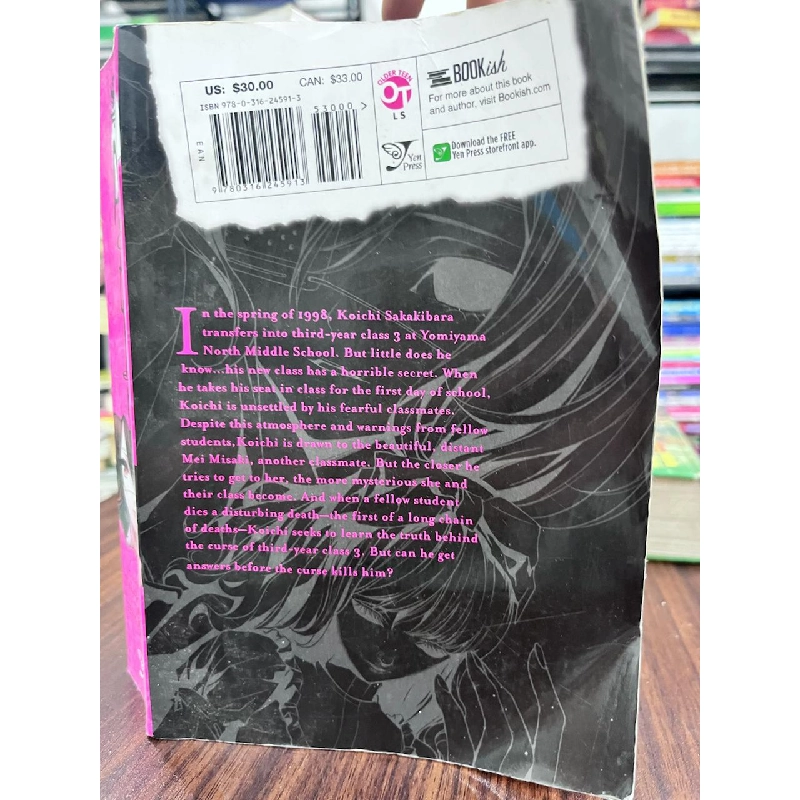 US: $30.00 CAN: $33.00
ISBN 978-0-316-24591-3
53000 >
EAN
9 780316 245913
OLDER TEEN
OT
LS
Yen
Press
BOOKish
For more about this book
and author, visit Bookish.com
Download the FREE
Yen Press storefront app.
In the spring of 1998, Koichi Sakakibara
transfers into third-year class 3 at Yomiyama
North Middle School. But little does he
know...his new class has a horrible secret. When
he takes his seat in class for the first day of school,
Koichi is unsettled by his fearful classmates.
Despite this atmosphere and warnings from fellow
students, Koichi is drawn to the beautiful, distant
Mei Misaki, another classmate. But the closer he
tries to get to her, the more mysterious she and
their class become. And when a fellow student
dies a disturbing death—the first of a long chain
of deaths—Koichi seeks to learn the truth behind
the curse of third-year class 3. But can he get
answers before the curse kills him?